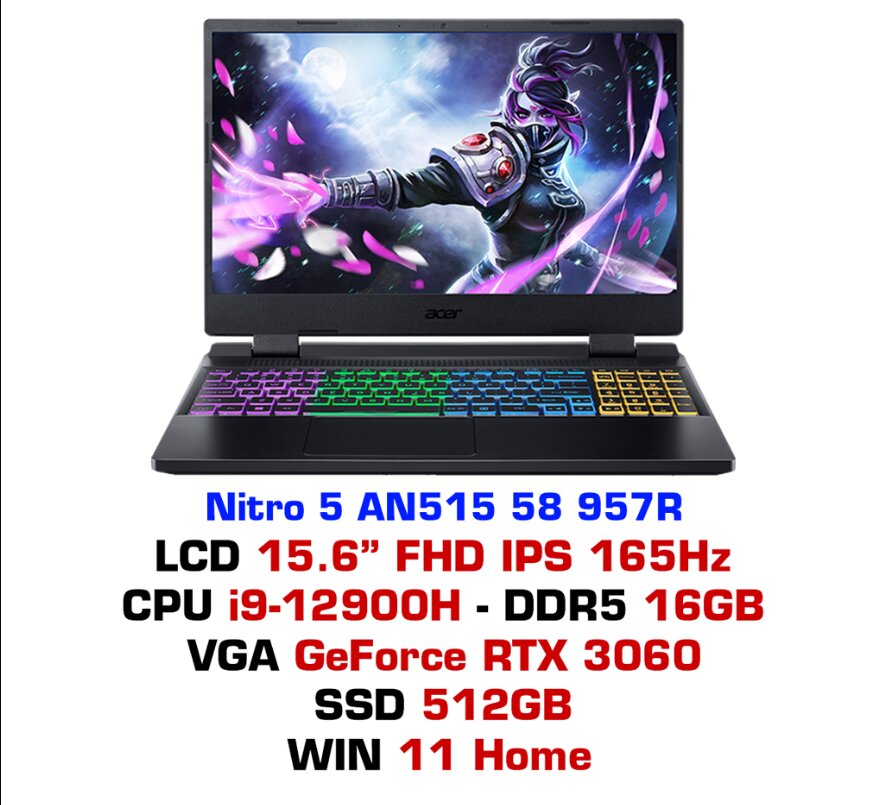 acer
Nitro 5 AN515 58 957R
LCD 15.6” FHD IPS 165Hz
CPU i9-12900H - DDR5 16GB
VGA GeForce RTX 3060
SSD 512GB
WIN 11 Home